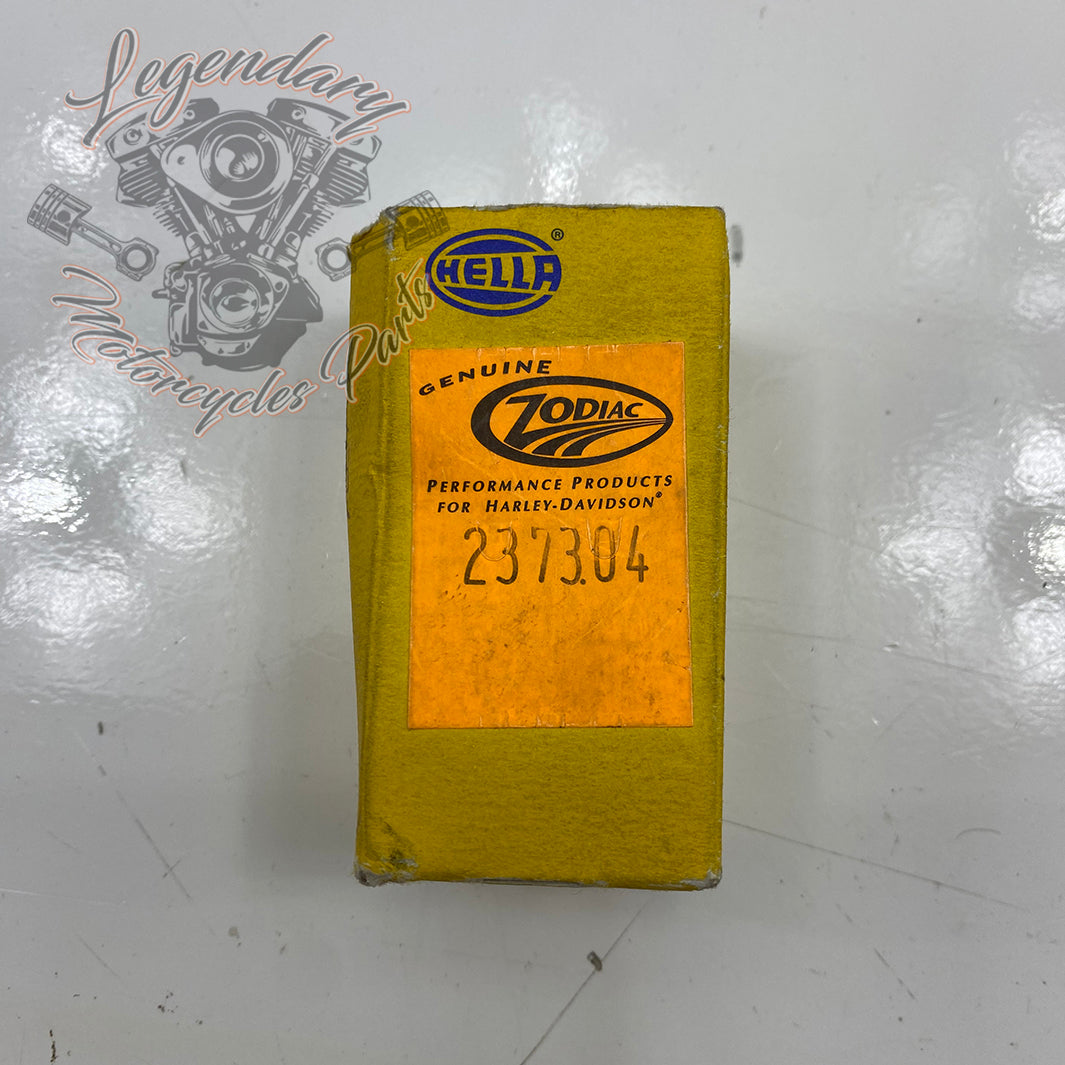 Legendary
Motorcycles Parts
HELLA®
GENUINE
ZODIAC
PERFORMANCE PRODUCTS
FOR HARLEY-DAVIDSON®
237304